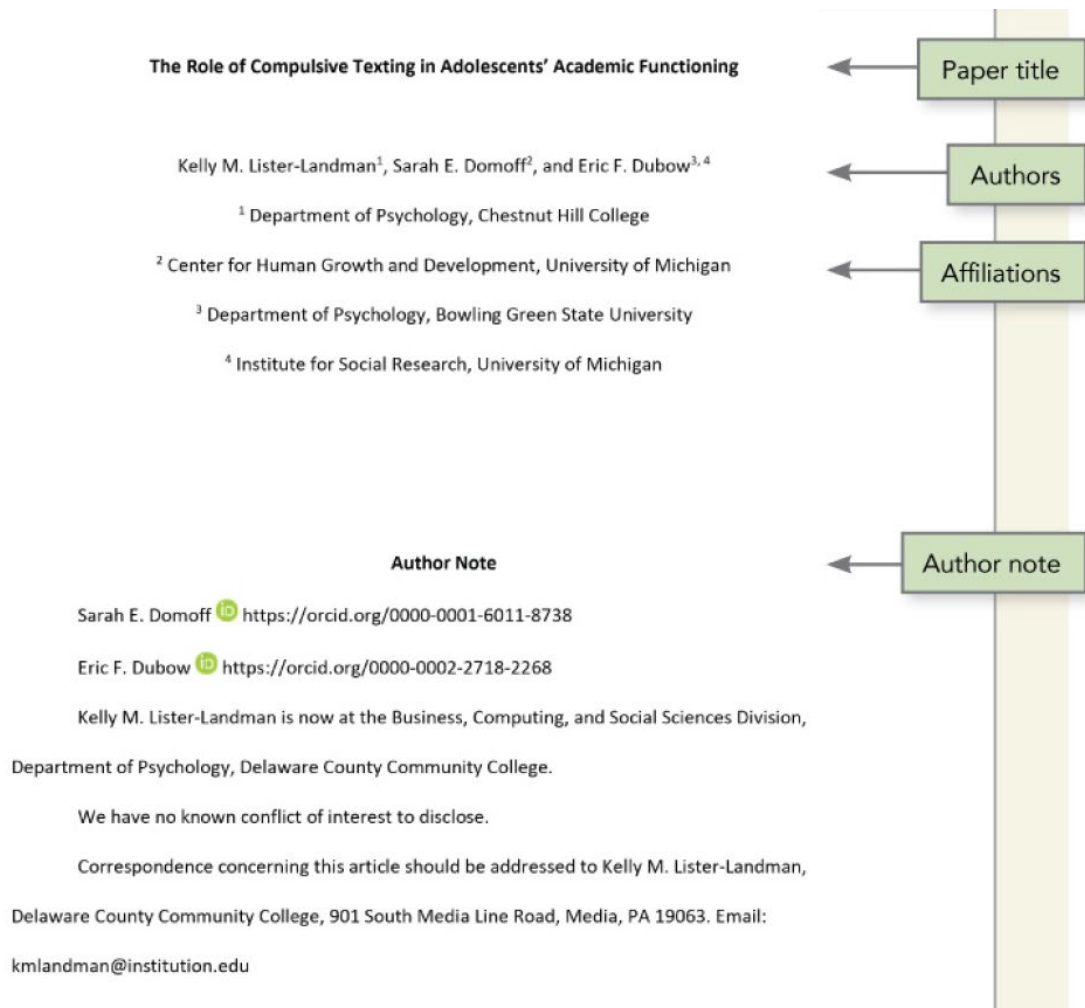 The Role of Compulsive Texting in Adolescents’ Academic Functioning
Paper title
Kelly M. Lister-Landman¹, Sarah E. Domoff², and Eric F. Dubow³,⁴
Authors
¹ Department of Psychology, Chestnut Hill College
² Center for Human Growth and Development, University of Michigan
Affiliations
³ Department of Psychology, Bowling Green State University
⁴ Institute for Social Research, University of Michigan
Author Note
Author note
Sarah E. Domoff iD https://orcid.org/0000-0001-6011-8738
Eric F. Dubow iD https://orcid.org/0000-0002-2718-2268
Kelly M. Lister-Landman is now at the Business, Computing, and Social Sciences Division,
Department of Psychology, Delaware County Community College.
We have no known conflict of interest to disclose.
Correspondence concerning this article should be addressed to Kelly M. Lister-Landman,
Delaware County Community College, 901 South Media Line Road, Media, PA 19063. Email:
kmlandman@institution.edu